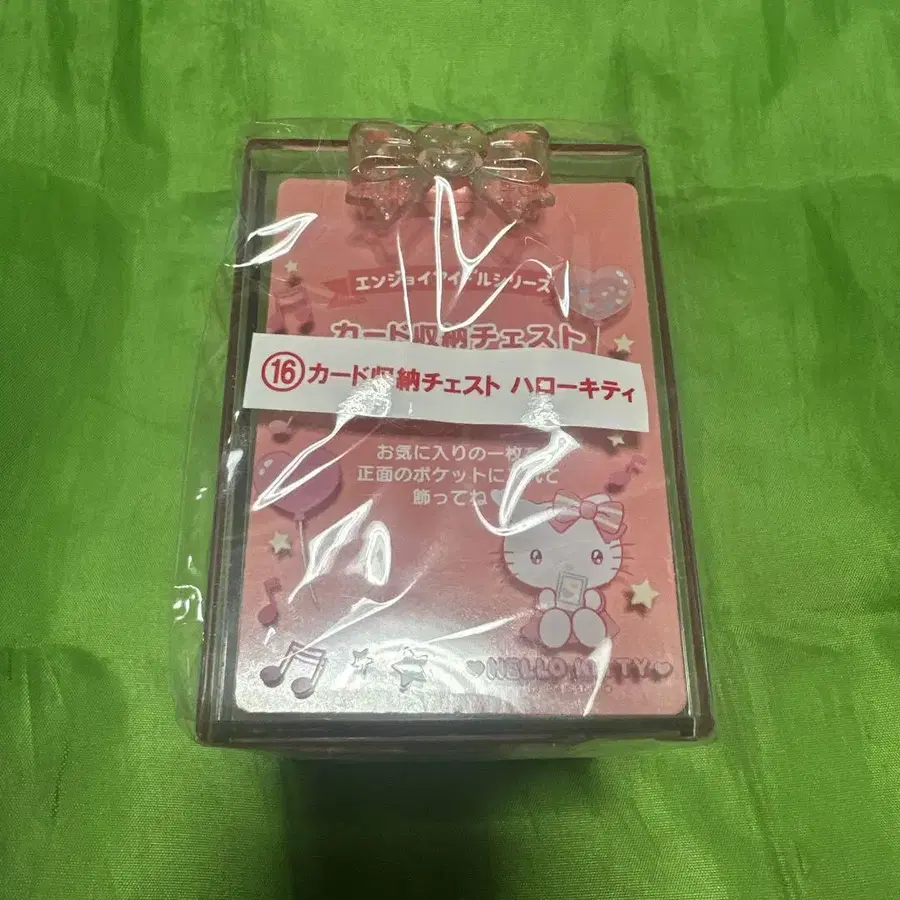 エンジョイアイドルシリーズ
カード収納チェスト
⑯カード収納チェスト ハローキティ
お気に入りの一枚を
正面のポケットに
飾ってね
HELLO KITTY